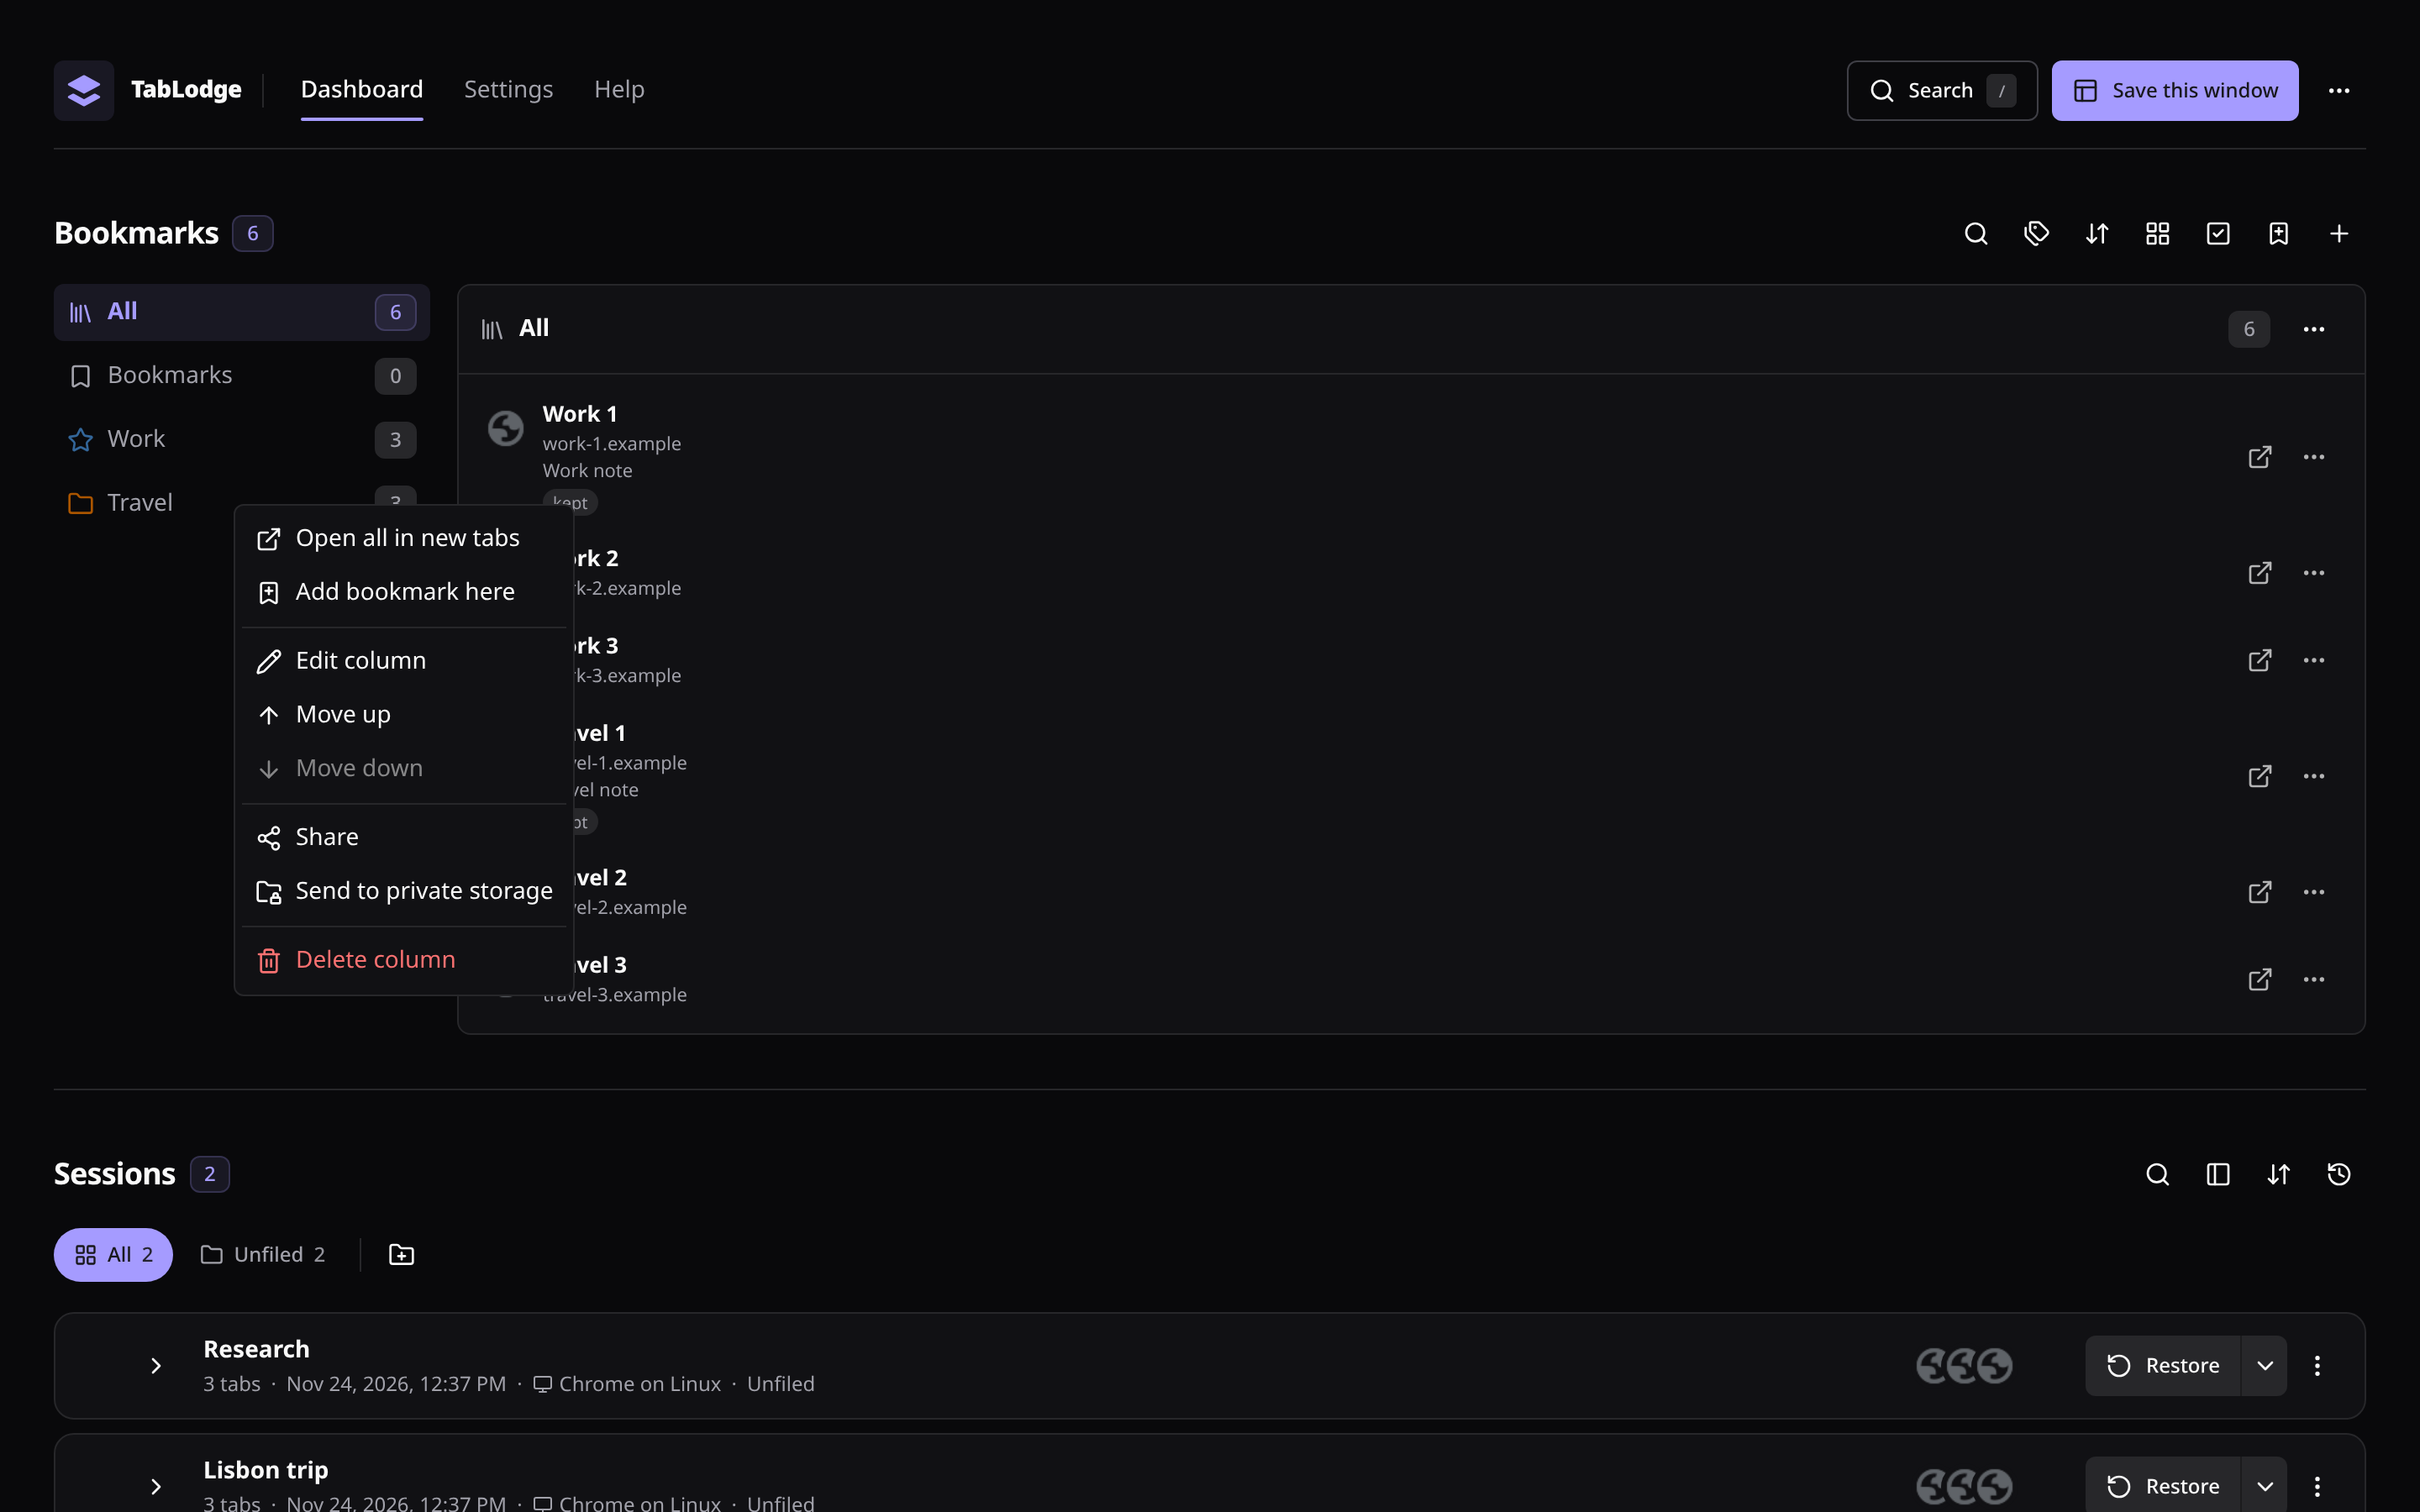 TabLodge
Dashboard
Settings
Help
Search /
Save this window
Bookmarks 6
All 6
Bookmarks 0
Work 3
Travel 3
Open all in new tabs
Add bookmark here
Edit column
Move up
Move down
Share
Send to private storage
Delete column
All 6
Work 1
work-1.example
Work note
kept
rk 2
k-2.example
rk 3
k-3.example
vel 1
vel-1.example
vel note
pt
vel 2
vel-2.example
vel 3
travel-3.example
Sessions 2
All 2
Unfiled 2
Research
3 tabs · Nov 24, 2026, 12:37 PM · Chrome on Linux · Unfiled
Restore
Lisbon trip
3 tabs · Nov 24, 2026, 12:37 PM · Chrome on Linux · Unfiled
Restore